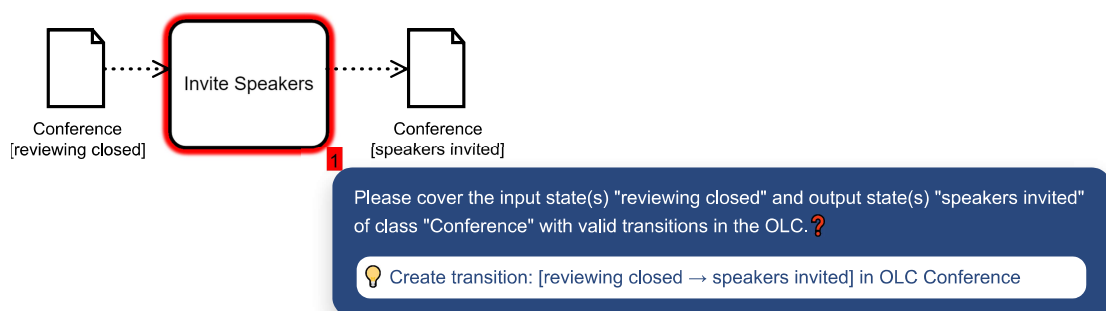 Invite Speakers
Conference
[reviewing closed]
Conference
[speakers invited]
1
Please cover the input state(s) "reviewing closed" and output state(s) "speakers invited"
of class "Conference" with valid transitions in the OLC.❓
Create transition: [reviewing closed → speakers invited] in OLC Conference